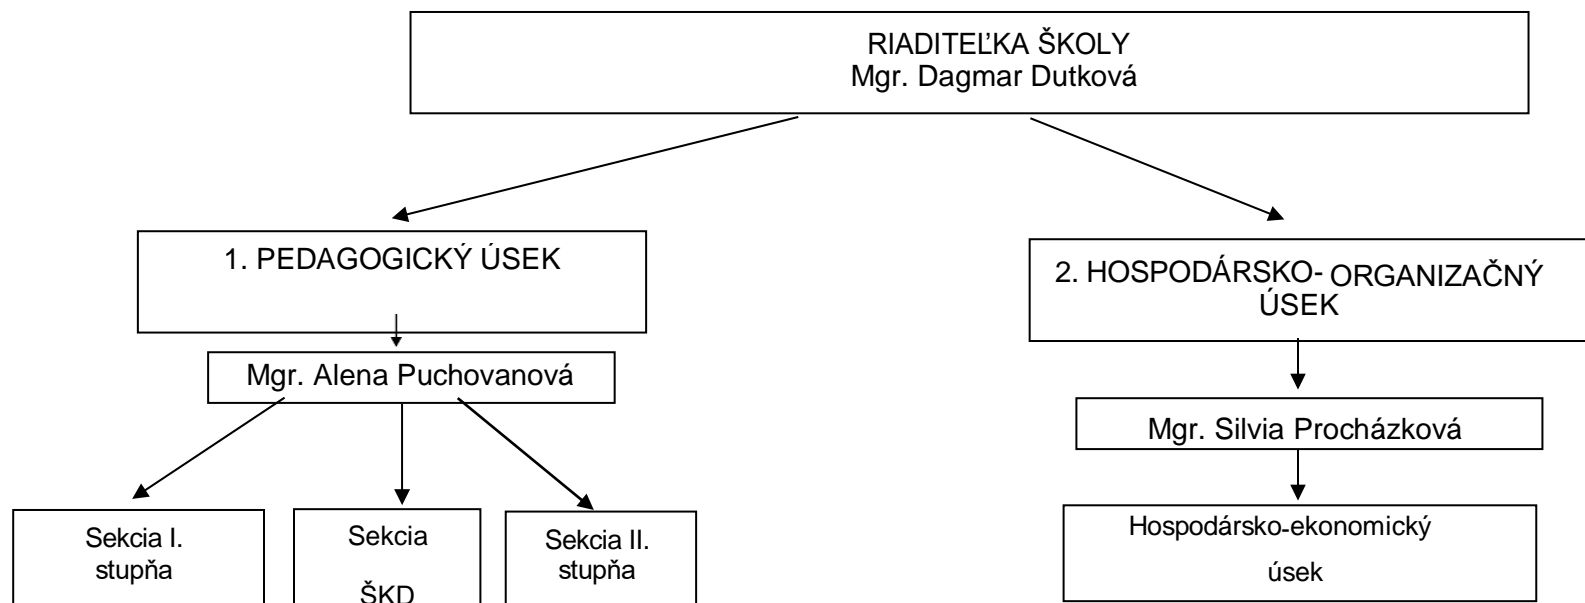 RIADITEĽKA ŠKOLY
Mgr. Dagmar Dutková
1. PEDAGOGICKÝ ÚSEK
2. HOSPODÁRSKO-ORGANIZAČNÝ
ÚSEK
Mgr. Alena Puchovanová
Mgr. Silvia Procházková
Sekcia I.
stupňa
Sekcia
ŠKD
Sekcia II.
stupňa
Hospodársko-ekonomický
úsek